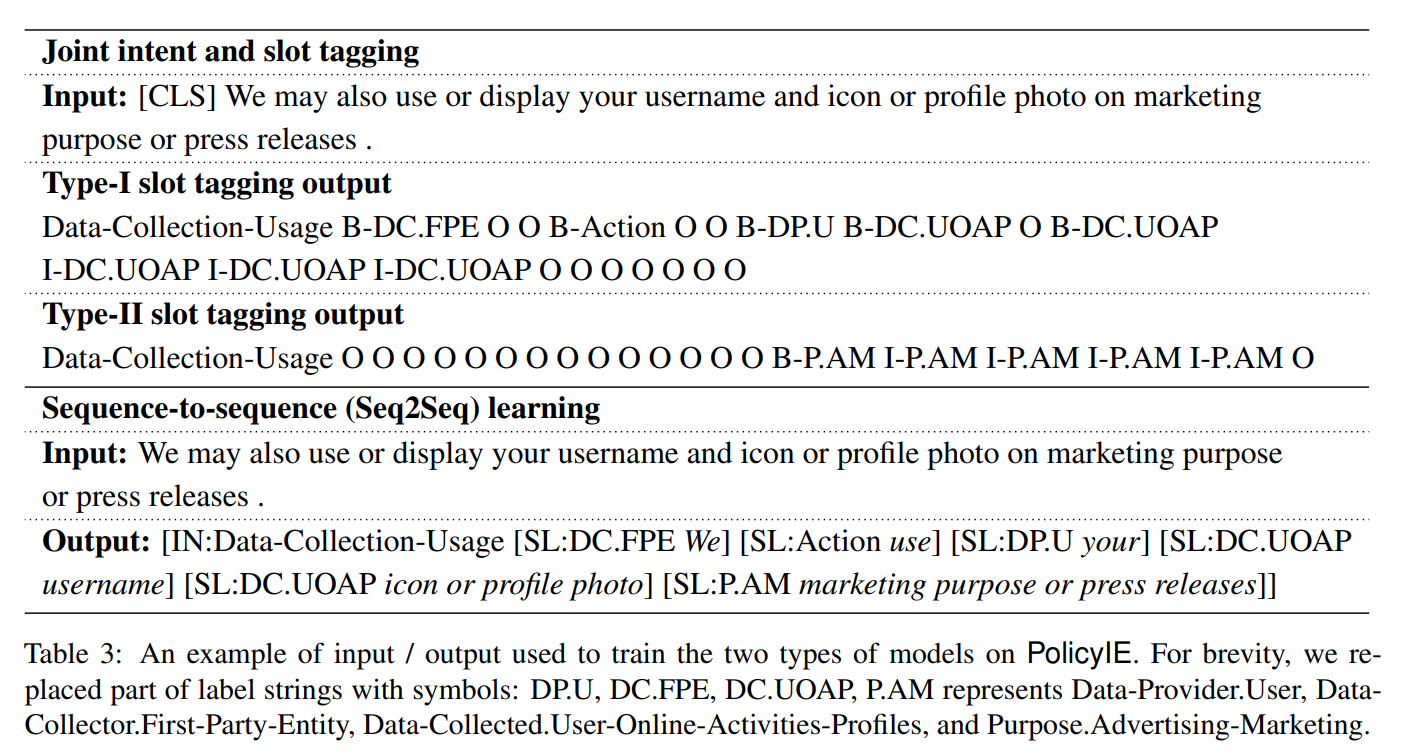 Joint intent and slot tagging
Input: [CLS] We may also use or display your username and icon or profile photo on marketing
purpose or press releases .
Type-I slot tagging output
Data-Collection-Usage B-DC.FPE O O B-Action O O B-DP.U B-DC.UOAP O B-DC.UOAP
I-DC.UOAP I-DC.UOAP I-DC.UOAP O O O O O O O
Type-II slot tagging output
Data-Collection-Usage O O O O O O O O O O O O O O B-P.AM I-P.AM I-P.AM I-P.AM I-P.AM O
Sequence-to-sequence (Seq2Seq) learning
Input: We may also use or display your username and icon or profile photo on marketing purpose
or press releases .
Output: [IN:Data-Collection-Usage [SL:DC.FPE We] [SL:Action use] [SL:DP.U your] [SL:DC.UOAP
username] [SL:DC.UOAP icon or profile photo] [SL:P.AM marketing purpose or press releases]]
Table 3: An example of input / output used to train the two types of models on PolicyIE. For brevity, we re-
placed part of label strings with symbols: DP.U, DC.FPE, DC.UOAP, P.AM represents Data-Provider.User, Data-
Collector.First-Party-Entity, Data-Collected.User-Online-Activities-Profiles, and Purpose.Advertising-Marketing.